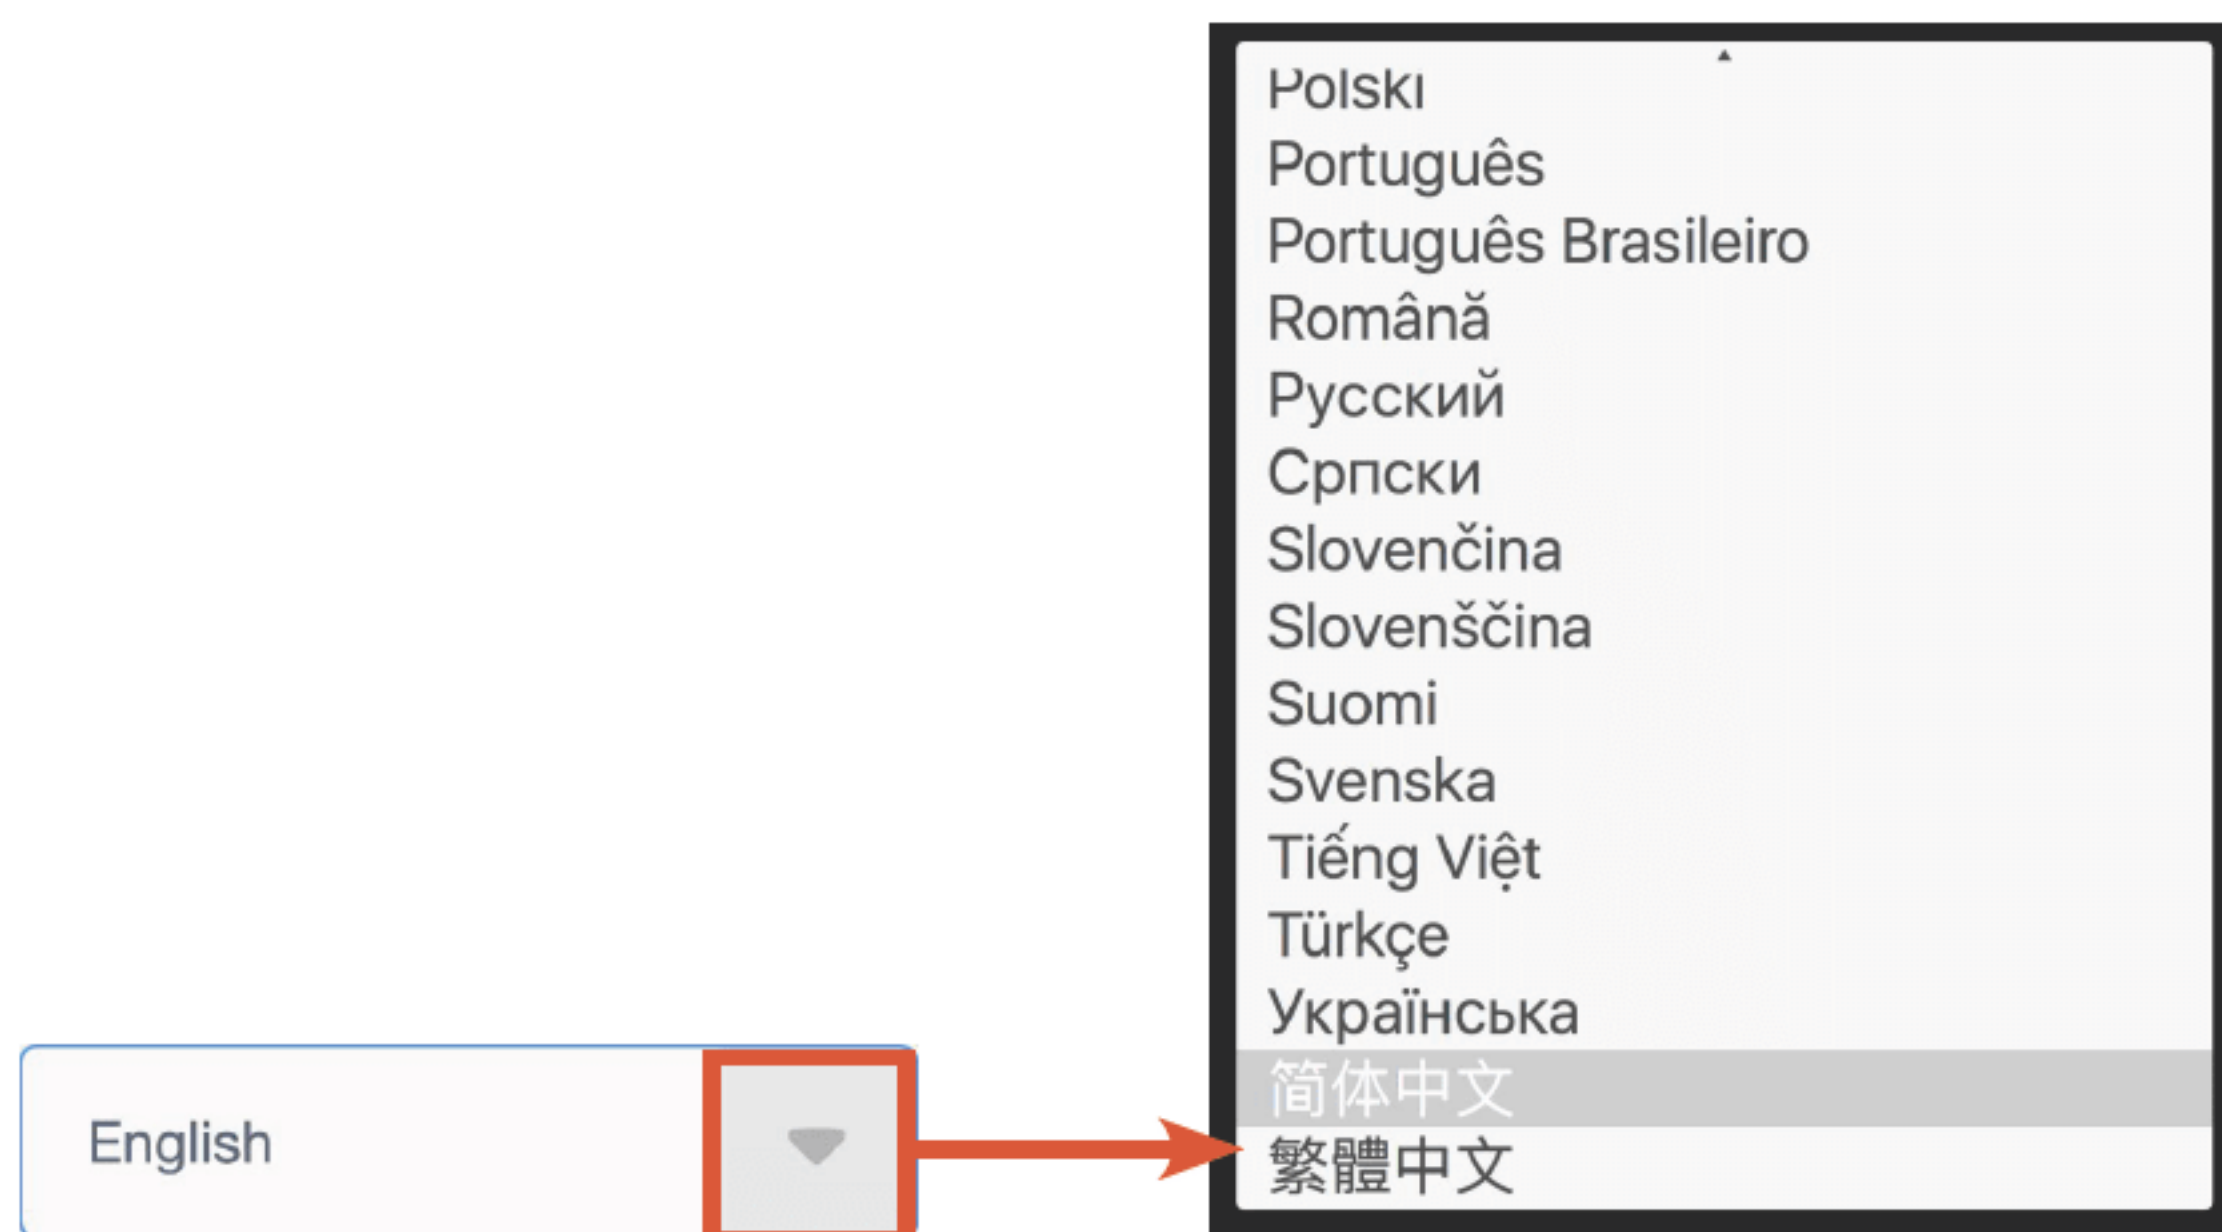 Polski
Português
Português Brasileiro
Română
Русский
Српски
Slovenčina
Slovenščina
Suomi
Svenska
Tiếng Việt
Türkçe
Українська
简体中文
繁體中文
English